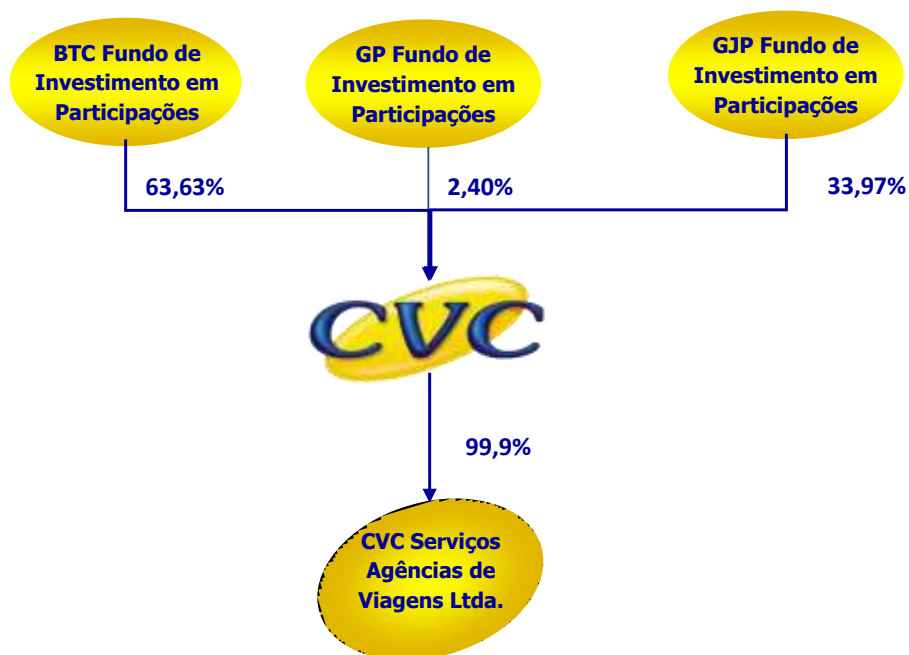 BTC Fundo de
Investimento em
Participações
GP Fundo de
Investimento em
Participações
GJP Fundo de
Investimento em
Participações
63,63%
2,40%
33,97%
CVC
99,9%
CVC Serviços
Agências de
Viagens Ltda.